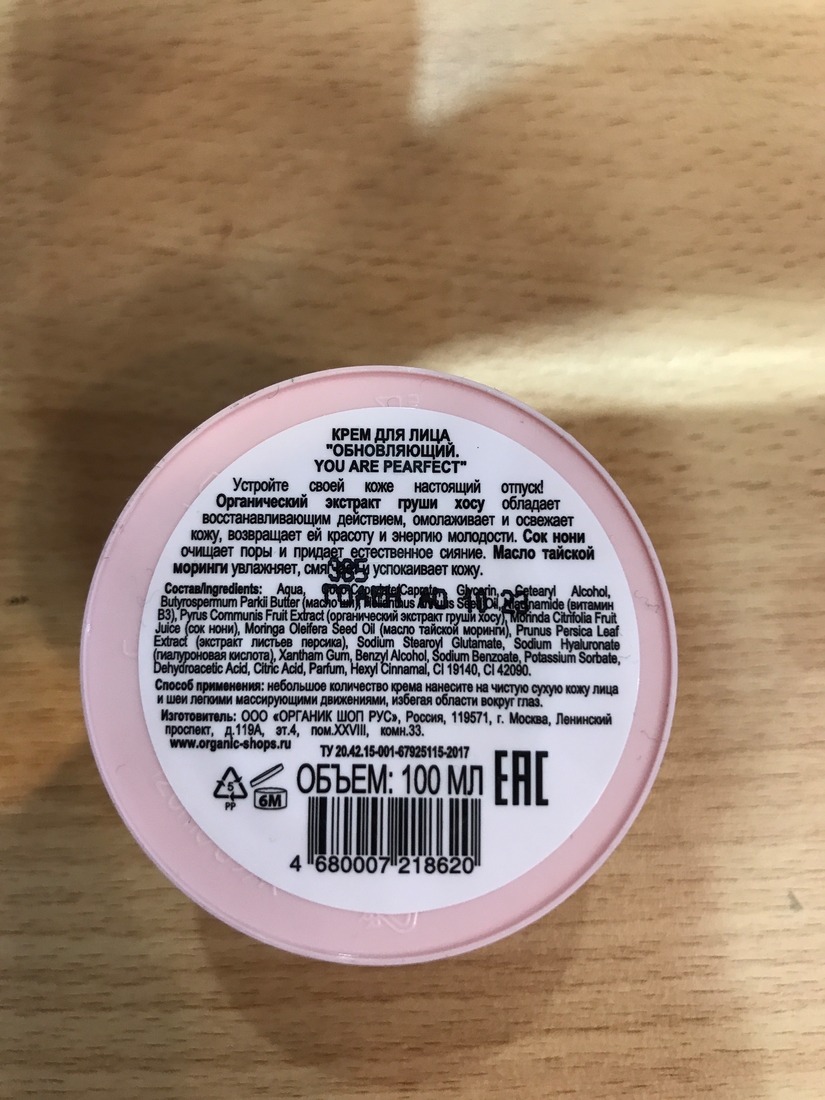 КРЕМ ДЛЯ ЛИЦА
"ОБНОВЛЯЮЩИЙ.
YOU ARE PEARFECT"
Устройте своей коже настоящий отпуск!
Органический экстракт груши хосу обладает
восстанавливающим действием, омолаживает и освежает
кожу, возвращает ей красоту и энергию молодости. Сок нони
очищает поры и придает естественное сияние. Масло тайской
моринги увлажняет, и успокаивает кожу.
985
Состав/Ingredients: Aqua, Glycerin, Cetearyl Alcohol,
ГОДЕН ДО
Butyrospermum Parkii Butter (масло ши), Seed Oil, Niacinamide (витамин
B3), Pyrus Communis Fruit Extract (органический экстракт груши хосу), Morinda Citrifolia Fruit
Juice (сок нони), Moringa Oleifera Seed Oil (масло тайской моринги), Prunus Persica Leaf
Extract (экстракт листьев персика), Sodium Stearoyl Glutamate, Sodium Hyaluronate
(гиалуроновая кислота), Xantham Gum, Benzyl Alcohol, Sodium Benzoate, Potassium Sorbate,
Dehydroacetic Acid, Citric Acid, Parfum, Hexyl Cinnamal, CI 19140, CI 42090.
Способ применения: небольшое количество крема нанесите на чистую сухую кожу лица
и шеи легкими массирующими движениями, избегая области вокруг глаз.
Изготовитель: ООО «ОРГАНИК ШОП РУС», Россия, 119571, г. Москва, Ленинский
проспект, д.119А, эт.4, пом.XXVIII, комн.33.
www.organic-shops.ru
ТУ 20.42.15-001-67925115-2017
5
PP
6M
ОБЪЕМ: 100 МЛ
EAC
4 680007 218620